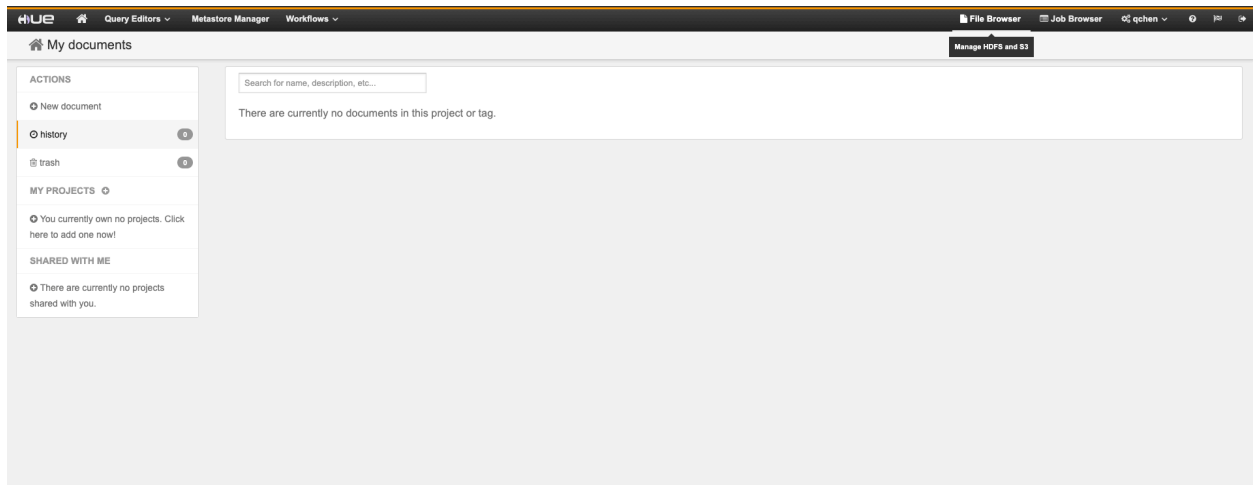 HUE Query Editors Metastore Manager Workflows File Browser Job Browser qchen
My documents
Manage HDFS and S3
ACTIONS
New document
history 0
trash 0
MY PROJECTS
You currently own no projects. Click
here to add one now!
SHARED WITH ME
There are currently no projects
shared with you.
Search for name, description, etc...
There are currently no documents in this project or tag.